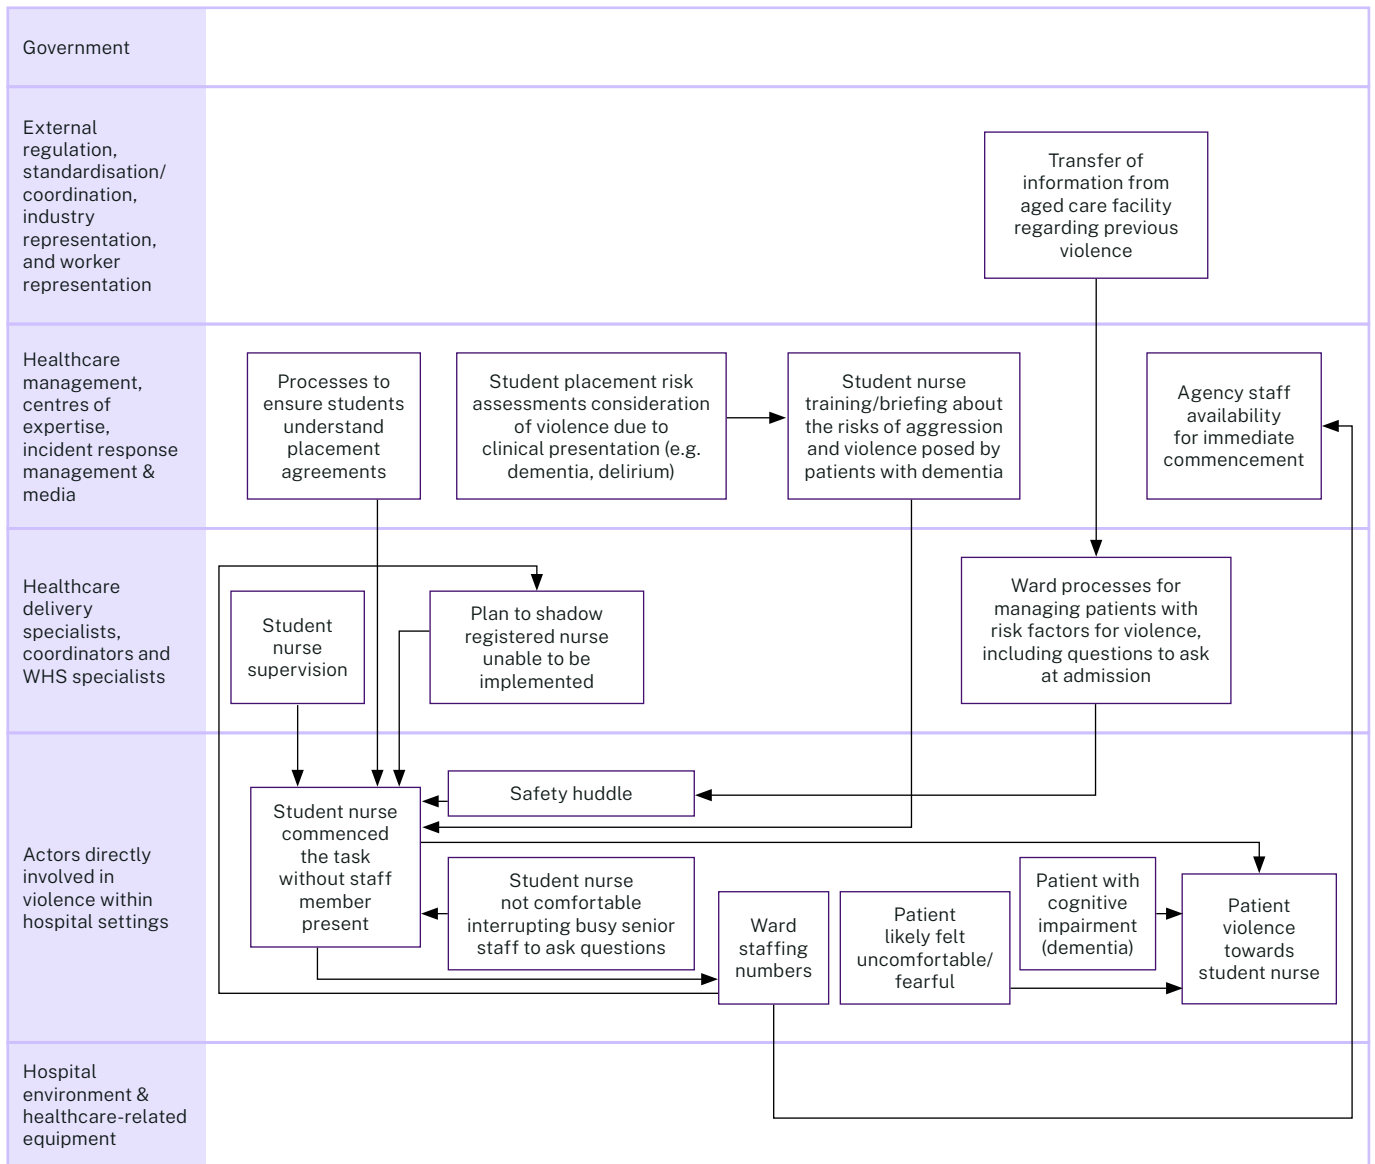 Government
External
regulation,
standardisation/
coordination,
industry
representation,
and worker
representation
Transfer of
information from
aged care facility
regarding previous
violence
Healthcare
management,
centres of
expertise,
incident response
management &
media
Processes to
ensure students
understand
placement
agreements
Student placement risk
assessments consideration
of violence due to
clinical presentation (e.g.
dementia, delirium)
Student nurse
training/briefing about
the risks of aggression
and violence posed by
patients with dementia
Agency staff
availability
for immediate
commencement
Healthcare
delivery
specialists,
coordinators and
WHS specialists
Student
nurse
supervision
Plan to shadow
registered nurse
unable to be
implemented
Ward processes for
managing patients with
risk factors for violence,
including questions to ask
at admission
Actors directly
involved in
violence within
hospital settings
Student nurse
commenced
the task
without staff
member
present
Safety huddle
Student nurse
not comfortable
interrupting busy senior
staff to ask questions
Ward
staffing
numbers
Patient
likely felt
uncomfortable/
fearful
Patient with
cognitive
impairment
(dementia)
Patient
violence
towards
student nurse
Hospital
environment &
healthcare-related
equipment